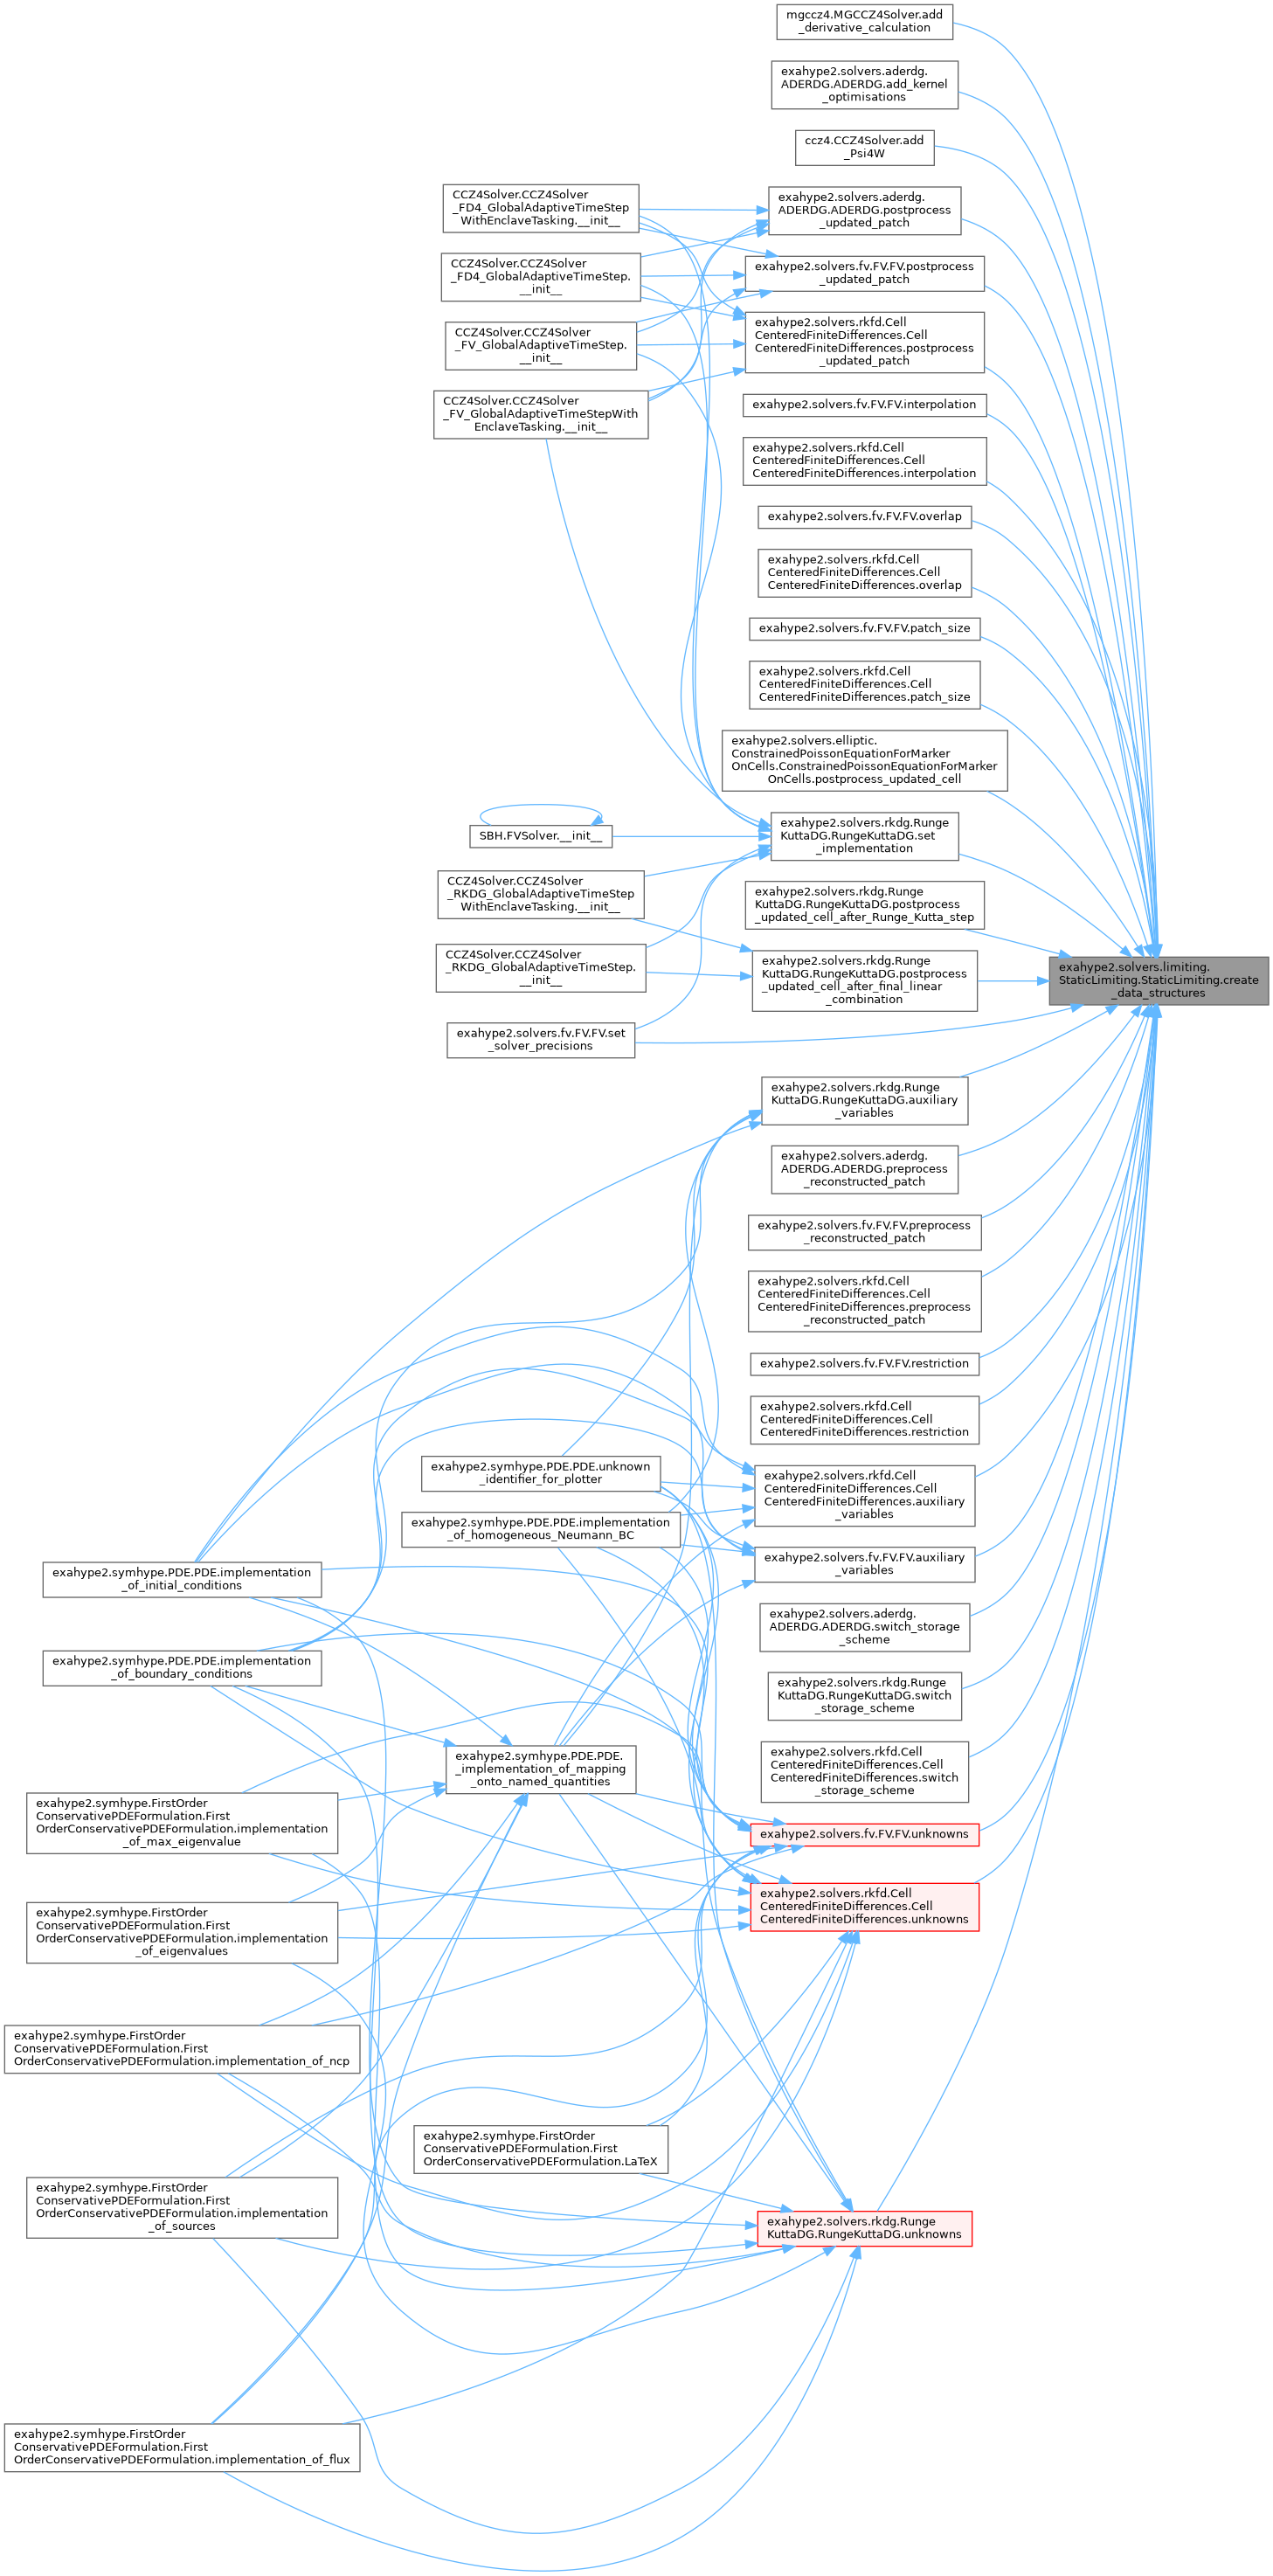 mgccz4.MGCCZ4Solver.add
_derivative_calculation
exahype2.solvers.aderdg.
ADERDG.ADERDG.add_kernel
_optimisations
ccz4.CCZ4Solver.add
_Psi4W
CCZ4Solver.CCZ4Solver
_FD4_GlobalAdaptiveTimeStep
WithEnclaveTasking.__init__
exahype2.solvers.aderdg.
ADERDG.ADERDG.postprocess
_updated_patch
CCZ4Solver.CCZ4Solver
_FD4_GlobalAdaptiveTimeStep.
__init__
exahype2.solvers.fv.FV.FV.postprocess
_updated_patch
CCZ4Solver.CCZ4Solver
_FV_GlobalAdaptiveTimeStep.
__init__
exahype2.solvers.rkfd.Cell
CenteredFiniteDifferences.Cell
CenteredFiniteDifferences.postprocess
_updated_patch
CCZ4Solver.CCZ4Solver
_FV_GlobalAdaptiveTimeStepWith
EnclaveTasking.__init__
exahype2.solvers.fv.FV.FV.interpolation
exahype2.solvers.rkfd.Cell
CenteredFiniteDifferences.Cell
CenteredFiniteDifferences.interpolation
exahype2.solvers.fv.FV.FV.overlap
exahype2.solvers.rkfd.Cell
CenteredFiniteDifferences.Cell
CenteredFiniteDifferences.overlap
exahype2.solvers.fv.FV.FV.patch_size
exahype2.solvers.rkfd.Cell
CenteredFiniteDifferences.Cell
CenteredFiniteDifferences.patch_size
exahype2.solvers.elliptic.
ConstrainedPoissonEquationForMarker
OnCells.ConstrainedPoissonEquationForMarker
OnCells.postprocess_updated_cell
SBH.FVSolver.__init__
exahype2.solvers.rkdg.Runge
KuttaDG.RungeKuttaDG.set
_implementation
CCZ4Solver.CCZ4Solver
_RKDG_GlobalAdaptiveTimeStep
WithEnclaveTasking.__init__
exahype2.solvers.rkdg.Runge
KuttaDG.RungeKuttaDG.postprocess
_updated_cell_after_Runge_Kutta_step
CCZ4Solver.CCZ4Solver
_RKDG_GlobalAdaptiveTimeStep.
__init__
exahype2.solvers.rkdg.Runge
KuttaDG.RungeKuttaDG.postprocess
_updated_cell_after_final_linear
_combination
exahype2.solvers.limiting.
StaticLimiting.StaticLimiting.create
_data_structures
exahype2.solvers.fv.FV.FV.set
_solver_precisions
exahype2.solvers.rkdg.Runge
KuttaDG.RungeKuttaDG.auxiliary
_variables
exahype2.solvers.aderdg.
ADERDG.ADERDG.preprocess
_reconstructed_patch
exahype2.solvers.fv.FV.FV.preprocess
_reconstructed_patch
exahype2.solvers.rkfd.Cell
CenteredFiniteDifferences.Cell
CenteredFiniteDifferences.preprocess
_reconstructed_patch
exahype2.solvers.fv.FV.FV.restriction
exahype2.solvers.rkfd.Cell
CenteredFiniteDifferences.Cell
CenteredFiniteDifferences.restriction
exahype2.symhype.PDE.PDE.unknown
_identifier_for_plotter
exahype2.solvers.rkfd.Cell
CenteredFiniteDifferences.Cell
CenteredFiniteDifferences.auxiliary
_variables
exahype2.symhype.PDE.PDE.implementation
_of_homogeneous_Neumann_BC
exahype2.symhype.PDE.PDE.implementation
_of_initial_conditions
exahype2.solvers.fv.FV.FV.auxiliary
_variables
exahype2.solvers.aderdg.
ADERDG.ADERDG.switch_storage
_scheme
exahype2.symhype.PDE.PDE.implementation
_of_boundary_conditions
exahype2.solvers.rkdg.Runge
KuttaDG.RungeKuttaDG.switch
_storage_scheme
exahype2.symhype.PDE.PDE.
_implementation_of_mapping
_onto_named_quantities
exahype2.solvers.rkfd.Cell
CenteredFiniteDifferences.Cell
CenteredFiniteDifferences.switch
_storage_scheme
exahype2.symhype.FirstOrder
ConservativePDEFormulation.First
OrderConservativePDEFormulation.implementation
_of_max_eigenvalue
exahype2.solvers.fv.FV.FV.unknowns
exahype2.solvers.rkfd.Cell
CenteredFiniteDifferences.Cell
CenteredFiniteDifferences.unknowns
exahype2.symhype.FirstOrder
ConservativePDEFormulation.First
OrderConservativePDEFormulation.implementation
_of_eigenvalues
exahype2.symhype.FirstOrder
ConservativePDEFormulation.First
OrderConservativePDEFormulation.implementation_of_ncp
exahype2.symhype.FirstOrder
ConservativePDEFormulation.First
OrderConservativePDEFormulation.LaTeX
exahype2.symhype.FirstOrder
ConservativePDEFormulation.First
OrderConservativePDEFormulation.implementation
_of_sources
exahype2.solvers.rkdg.Runge
KuttaDG.RungeKuttaDG.unknowns
exahype2.symhype.FirstOrder
ConservativePDEFormulation.First
OrderConservativePDEFormulation.implementation_of_flux